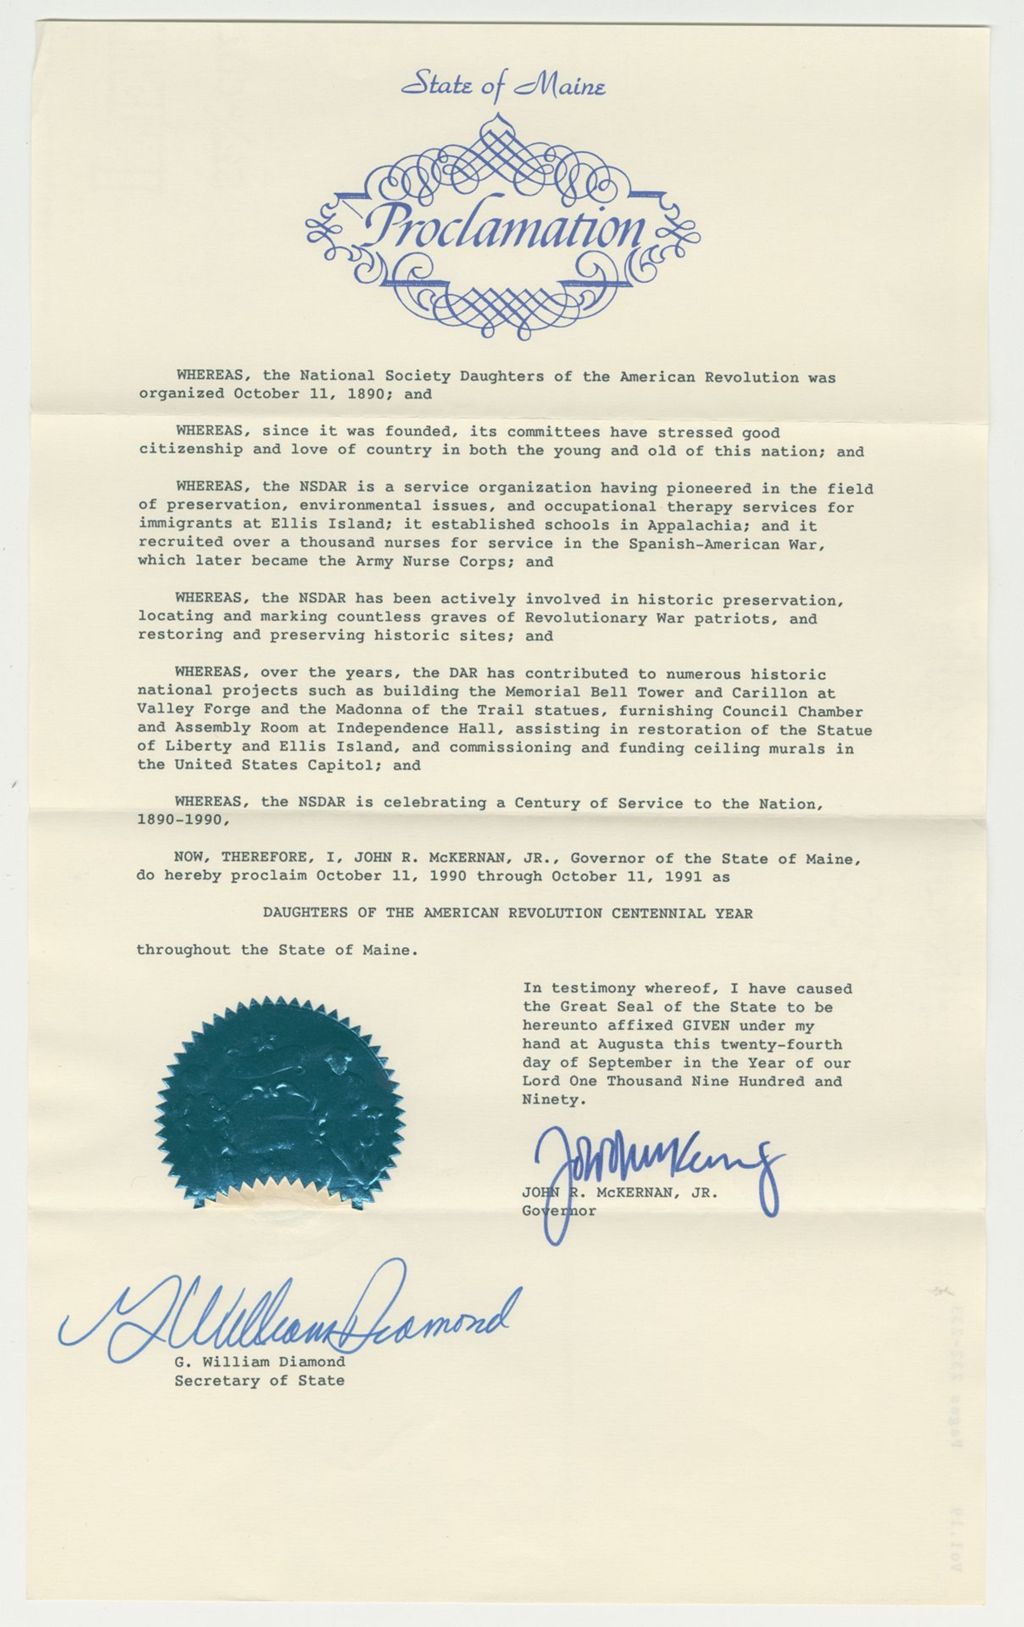 State of Maine
Proclamation
WHEREAS, the National Society Daughters of the American Revolution was
organized October 11, 1890; and
WHEREAS, since it was founded, its committees have stressed good
citizenship and love of country in both the young and old of this nation; and
WHEREAS, the NSDAR is a service organization having pioneered in the field
of preservation, environmental issues, and occupational therapy services for
immigrants at Ellis Island; it established schools in Appalachia; and it
recruited over a thousand nurses for service in the Spanish-American War,
which later became the Army Nurse Corps; and
WHEREAS, the NSDAR has been actively involved in historic preservation,
locating and marking countless graves of Revolutionary War patriots, and
restoring and preserving historic sites; and
WHEREAS, over the years, the DAR has contributed to numerous historic
national projects such as building the Memorial Bell Tower and Carillon at
Valley Forge and the Madonna of the Trail statues, furnishing Council Chamber
and Assembly Room at Independence Hall, assisting in restoration of the Statue
of Liberty and Ellis Island, and commissioning and funding ceiling murals in
the United States Capitol; and
WHEREAS, the NSDAR is celebrating a Century of Service to the Nation,
1890-1990,
NOW, THEREFORE, I, JOHN R. McKERNAN, JR., Governor of the State of Maine,
do hereby proclaim October 11, 1990 through October 11, 1991 as
DAUGHTERS OF THE AMERICAN REVOLUTION CENTENNIAL YEAR
throughout the State of Maine.
In testimony whereof, I have caused
the Great Seal of the State to be
hereunto affixed GIVEN under my
hand at Augusta this twenty-fourth
day of September in the Year of our
Lord One Thousand Nine Hundred and
Ninety.
JOHN R. McKERNAN, JR.
Governor
G William Diamond
G. William Diamond
Secretary of State
Vol.19 Pages 232-233